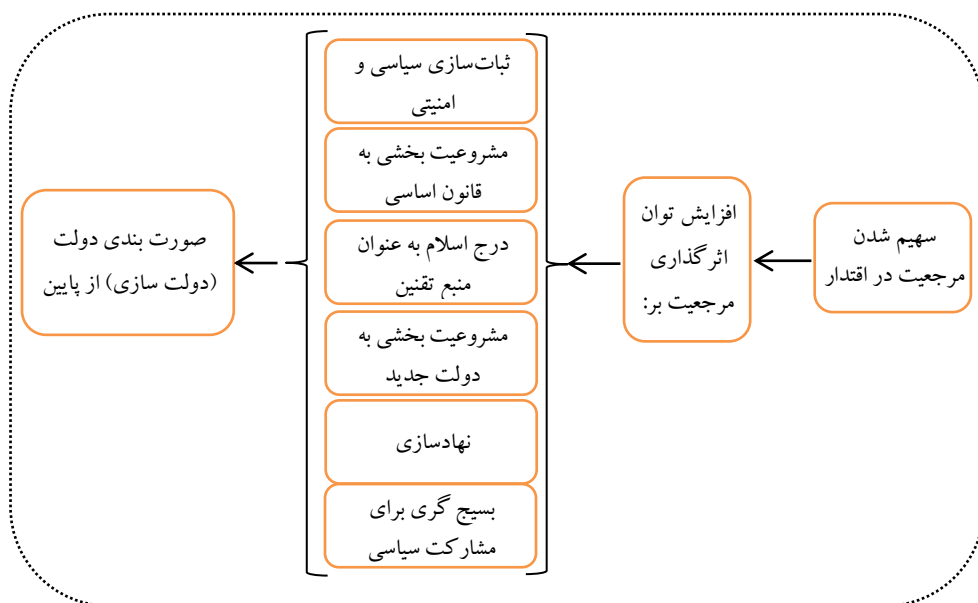 سهیم شدن
مرجعیت در اقتدار
افزایش توان
اثرگذاری
مرجعیت بر:
ثبات‌سازی سیاسی و
امنیتی
مشروعیت بخشی به
قانون اساسی
درج اسلام به عنوان
منبع تقنین
مشروعیت بخشی به
دولت جدید
نهادسازی
بسیج گری برای
مشارکت سیاسی
صورت بندی دولت
(دولت سازی) از پایین